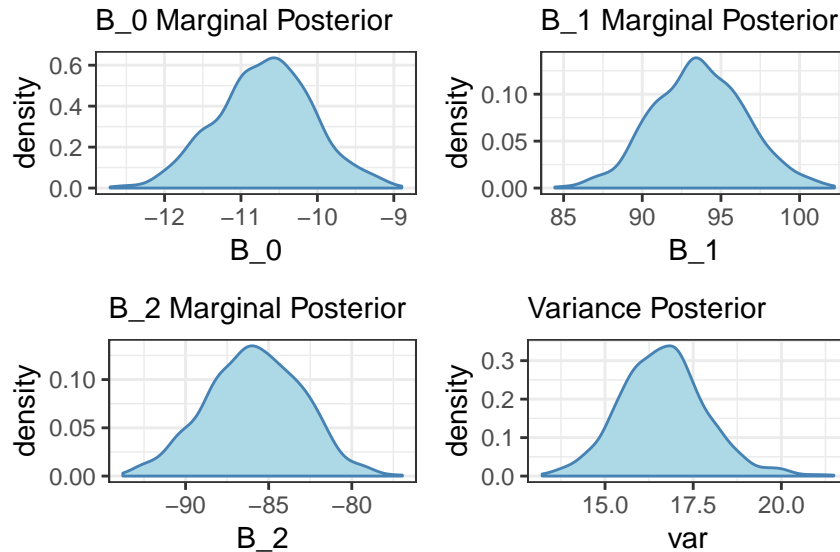 B_0 Marginal Posterior
density
0.6
0.4
0.2
0.0
−12
−11
−10
−9
B_0
B_1 Marginal Posterior
density
0.10
0.05
0.00
85
90
95
100
B_1
B_2 Marginal Posterior
density
0.10
0.05
0.00
−90
−85
−80
B_2
Variance Posterior
density
0.3
0.2
0.1
0.0
15.0
17.5
20.0
var